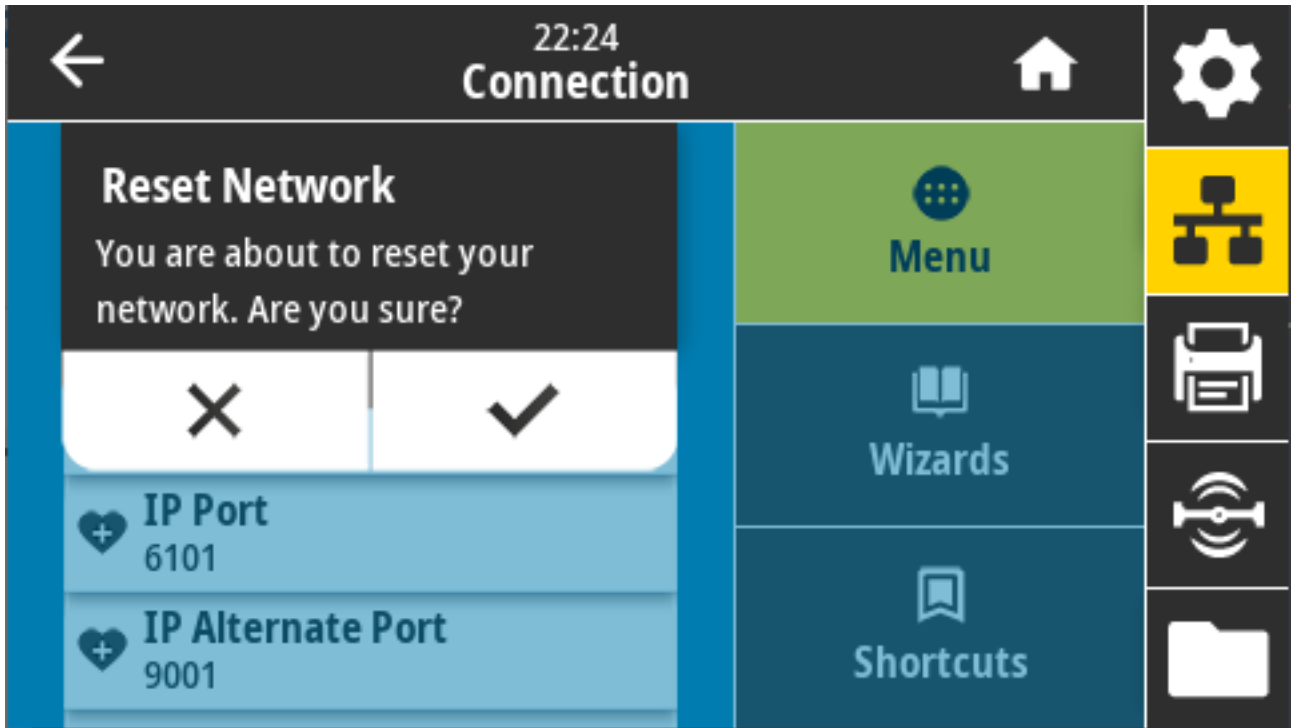 22:24
Connection
Reset Network
You are about to reset your
network. Are you sure?
IP Port
6101
IP Alternate Port
9001
Menu
Wizards
Shortcuts